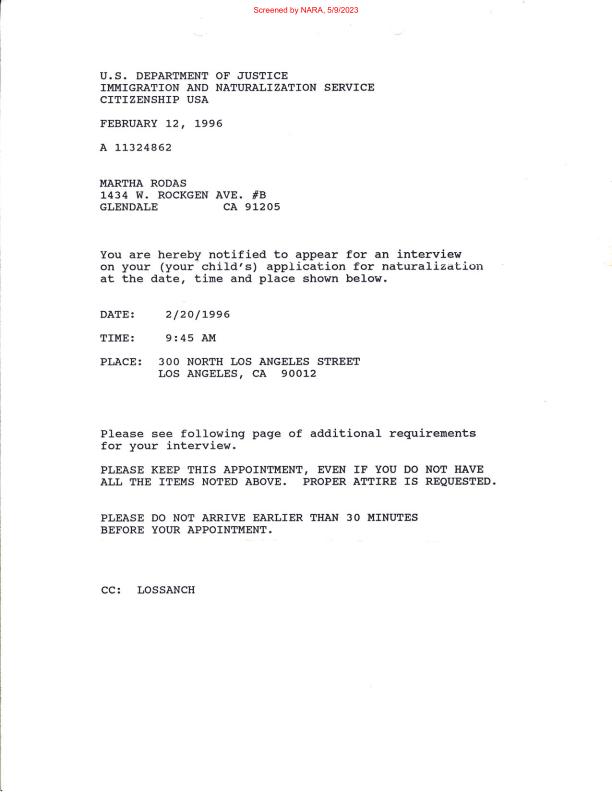 Screened by NARA, 5/9/2023
U.S. DEPARTMENT OF JUSTICE
IMMIGRATION AND NATURALIZATION SERVICE
CITIZENSHIP USA
FEBRUARY 12, 1996
A 11324862
MARTHA RODAS
1434 W. ROCKGEN AVE. #B
GLENDALE CA 91205
You are hereby notified to appear for an interview
on your (your child's) application for naturalization
at the date, time and place shown below.
DATE: 2/20/1996
TIME: 9:45 AM
PLACE: 300 NORTH LOS ANGELES STREET
LOS ANGELES, CA 90012
Please see following page of additional requirements
for your interview.
PLEASE KEEP THIS APPOINTMENT, EVEN IF YOU DO NOT HAVE
ALL THE ITEMS NOTED ABOVE. PROPER ATTIRE IS REQUESTED.
PLEASE DO NOT ARRIVE EARLIER THAN 30 MINUTES
BEFORE YOUR APPOINTMENT.
CC: LOSSANCH